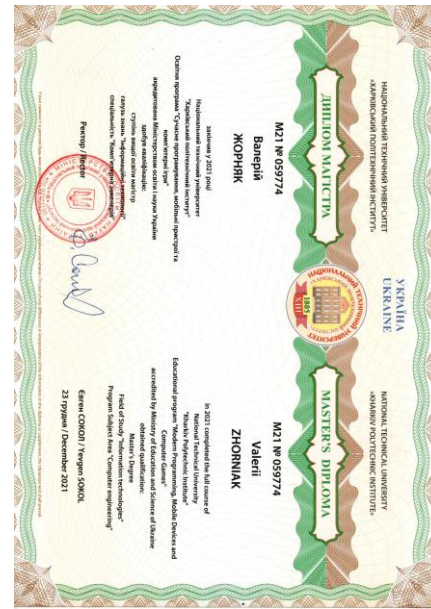 УКРАЇНА
UKRAINE
НАЦІОНАЛЬНИЙ ТЕХНІЧНИЙ УНІВЕРСИТЕТ
«ХАРКІВСЬКИЙ ПОЛІТЕХНІЧНИЙ ІНСТИТУТ»
ДИПЛОМ МАГІСТРА
М21 № 059774
Валерій
ЖОРНЯК
закінчив у 2021 році
Національний технічний університет
"Харківський політехнічний інститут"
Освітня програма "Сучасне програмування, мобільні пристрої та
комп'ютерні ігри"
акредитована Міністерством освіти і науки України
здобув кваліфікацію:
ступінь вищої освіти магістр
галузь знань "Інформаційні технології"
спеціальність "Комп'ютерна інженерія"
Ректор / Rector
НАЦІОНАЛЬНИЙ ТЕХНІЧНИЙ УНІВЕРСИТЕТ
1885
ХПІ
NATIONAL TECHNICAL UNIVERSITY
«KHARKIV POLYTECHNIC INSTITUTE»
MASTER'S DIPLOMA
М21 № 059774
Valerii
ZHORNIAK
in 2021 completed the full course of
National Technical University
"Kharkiv Polytechnic Institute"
Educational program "Modern Programming, Mobile Devices and
Computer Games"
accredited by Ministry of Education and Science of Ukraine
obtained qualification:
Master's Degree
Field of Study "Information technologies"
Program Subject Area "Computer engineering"
Євген СОКОЛ / Yevgen SOKOL
23 грудня / December 2021